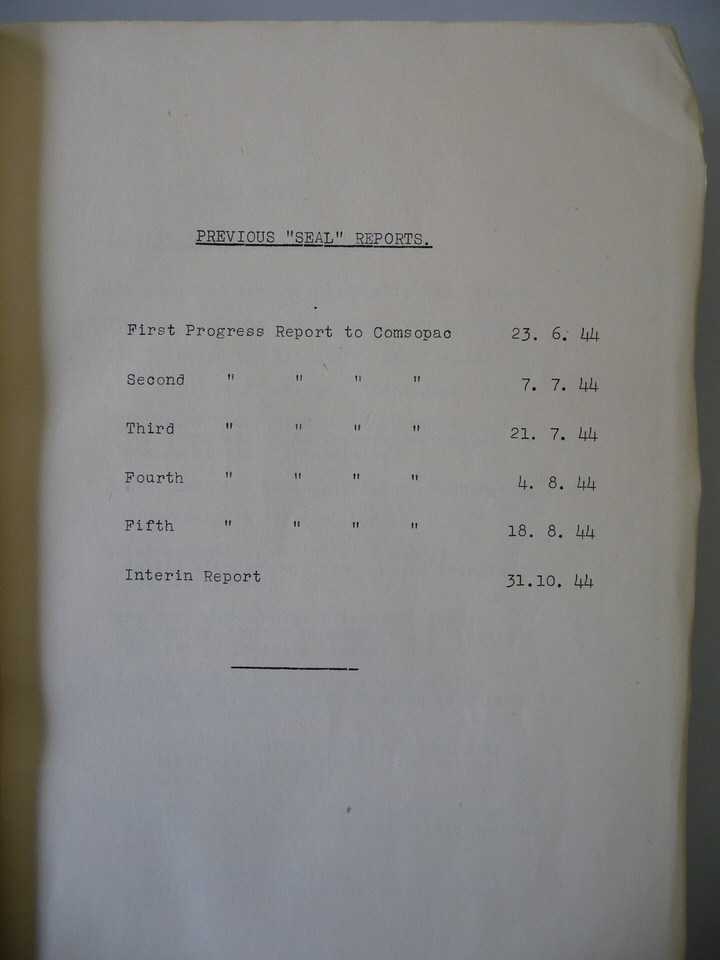 PREVIOUS "SEAL" REPORTS.
First Progress Report to Comsopac 23. 6. 44
Second " " " " 7. 7. 44
Third " " " " 21. 7. 44
Fourth " " " " 4. 8. 44
Fifth " " " " 18. 8. 44
Interin Report 31.10. 44